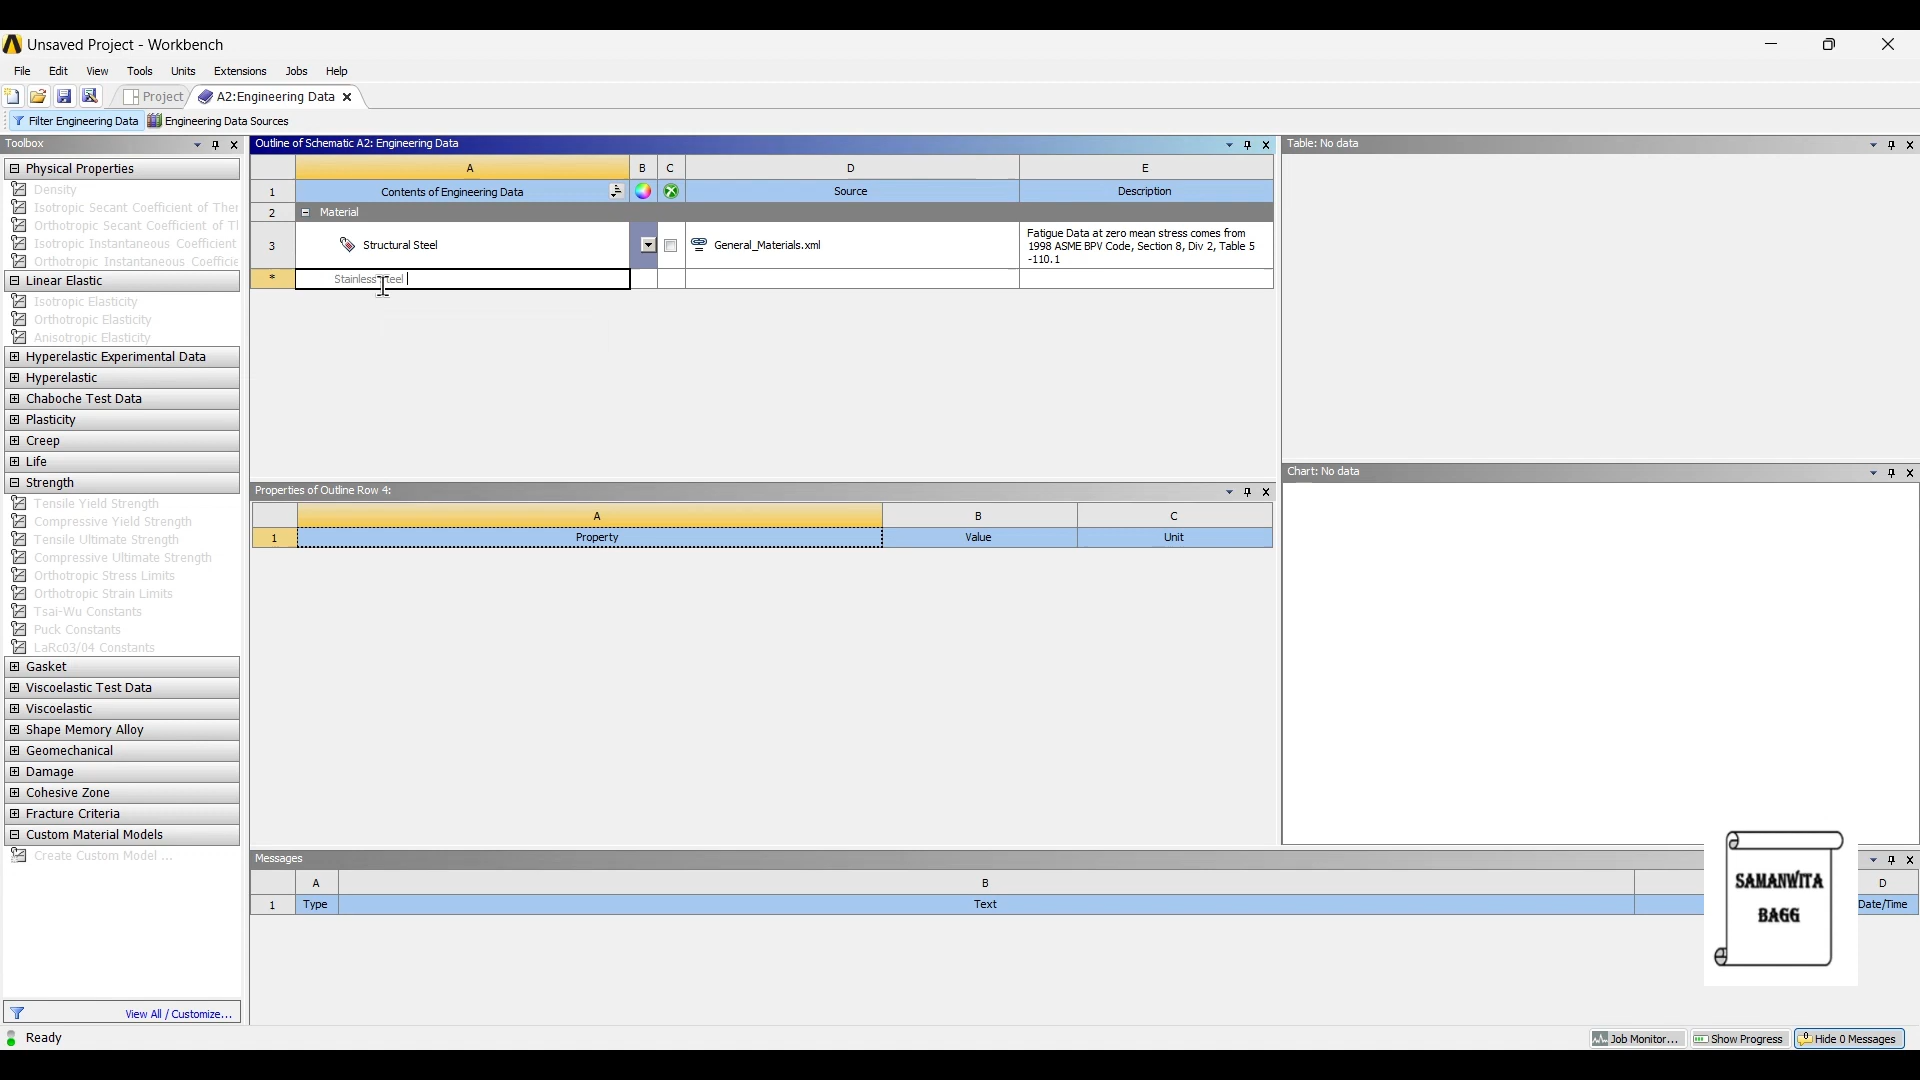 Unsaved Project - Workbench
File Edit View Tools Units Extensions Jobs Help
Project A2:Engineering Data
Filter Engineering Data Engineering Data Sources
Toolbox
Physical Properties
Density
Isotropic Secant Coefficient of Ther
Orthotropic Secant Coefficient of T
Isotropic Instantaneous Coefficient
Orthotropic Instantaneous Coefficie
Linear Elastic
Isotropic Elasticity
Orthotropic Elasticity
Anisotropic Elasticity
Hyperelastic Experimental Data
Hyperelastic
Chaboche Test Data
Plasticity
Creep
Life
Strength
Tensile Yield Strength
Compressive Yield Strength
Tensile Ultimate Strength
Compressive Ultimate Strength
Orthotropic Stress Limits
Orthotropic Strain Limits
Tsai-Wu Constants
Puck Constants
LaRc03/04 Constants
Gasket
Viscoelastic Test Data
Viscoelastic
Shape Memory Alloy
Geomechanical
Damage
Cohesive Zone
Fracture Criteria
Custom Material Models
Create Custom Model ...
View All / Customize...
Outline of Schematic A2: Engineering Data
A B C D E
1 Contents of Engineering Data Source Description
2 Material
3 Structural Steel General_Materials.xml
Fatigue Data at zero mean stress comes from
1998 ASME BPV Code, Section 8, Div 2, Table 5
-110.1
* Stainless Steel
Properties of Outline Row 4:
A B C
1 Property Value Unit
Table: No data
Chart: No data
Messages
A B D
1 Type Text Date/Time
SAMANWITA
BAGG
Ready
Job Monitor... Show Progress 0 Hide 0 Messages